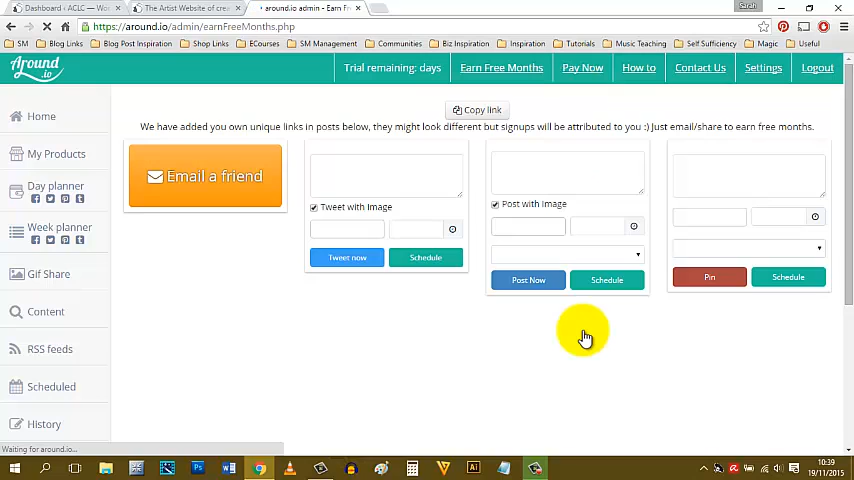 Sarah
Dashboard ‹ ACLC — Wor
The Artist Website of crea
around.io admin - Earn Fr
https://around.io/admin/earnFreeMonths.php
SM
Blog Links
Blog Post Inspiration
Shop Links
ECourses
SM Management
Communities
Biz Inspiration
Inspiration
Tutorials
Music Teaching
Self Sufficiency
Magic
Useful
Around.io
Trial remaining: days
Earn Free Months
Pay Now
How to
Contact Us
Settings
Logout
Copy link
We have added you own unique links in posts below, they might look different but signups will be attributed to you :) Just email/share to earn free months.
Home
My Products
Day planner
Week planner
Gif Share
Content
RSS feeds
Scheduled
History
Email a friend
Tweet with Image
Tweet now
Schedule
Post with Image
Post Now
Schedule
Pin
Schedule
Waiting for around.io...
10:39
19/11/2015